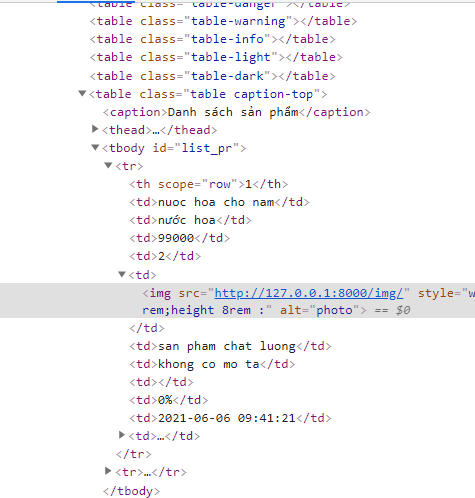 <table class="table-danger"></table>
<table class="table-warning"></table>
<table class="table-info"></table>
<table class="table-light"></table>
<table class="table-dark"></table>
<table class="table caption-top">
<caption>Danh sách sản phẩm</caption>
<thead>…</thead>
<tbody id="list_pr">
<tr>
<th scope="row">1</th>
<td>nuoc hoa cho nam</td>
<td>nước hoa</td>
<td>99000</td>
<td>2</td>
<td>
<img src="http://127.0.0.1:8000/img/" style="w
rem;height 8rem :" alt="photo"> == $0
</td>
<td>san pham chat luong</td>
<td>khong co mo ta</td>
<td></td>
<td>0%</td>
<td>2021-06-06 09:41:21</td>
<td>…</td>
</tr>
<tr>…</tr>
</tbody>